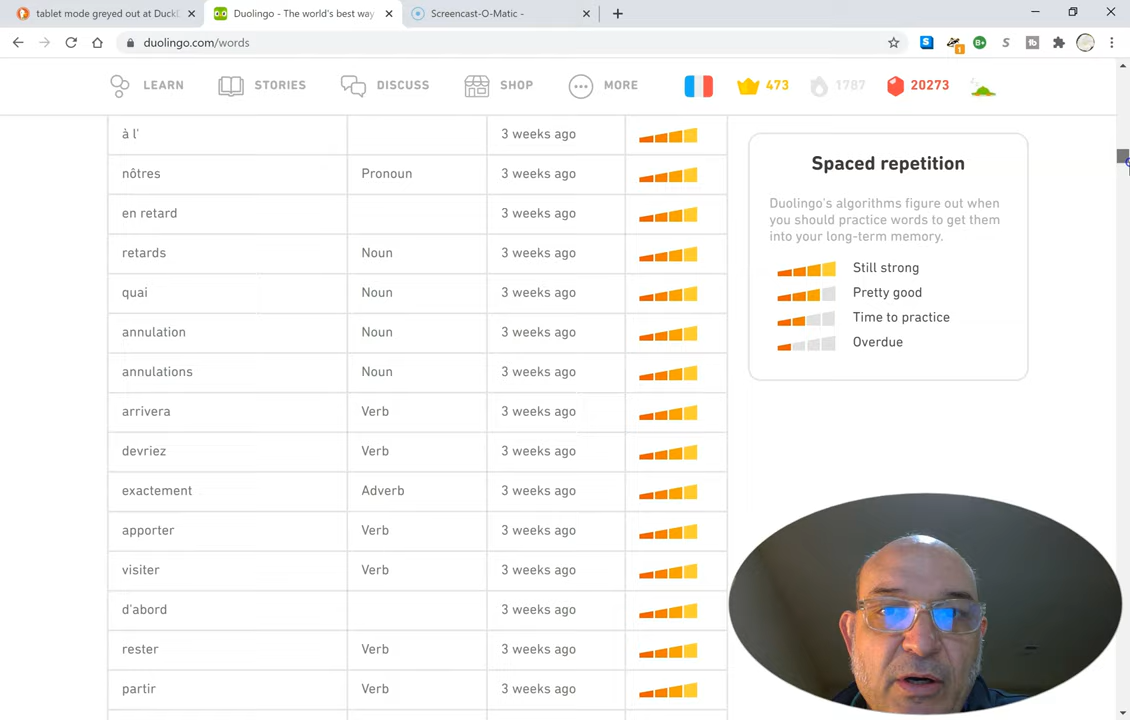 tablet mode greyed out at Duck
Duolingo - The world's best way
Screencast-O-Matic -
duolingo.com/words
LEARN
STORIES
DISCUSS
SHOP
MORE
473
1787
20273
à l' 3 weeks ago
nôtres Pronoun 3 weeks ago
en retard 3 weeks ago
retards Noun 3 weeks ago
quai Noun 3 weeks ago
annulation Noun 3 weeks ago
annulations Noun 3 weeks ago
arrivera Verb 3 weeks ago
devriez Verb 3 weeks ago
exactement Adverb 3 weeks ago
apporter Verb 3 weeks ago
visiter Verb 3 weeks ago
d'abord 3 weeks ago
rester Verb 3 weeks ago
partir Verb 3 weeks ago
Spaced repetition
Duolingo's algorithms figure out when
you should practice words to get them
into your long-term memory.
Still strong
Pretty good
Time to practice
Overdue